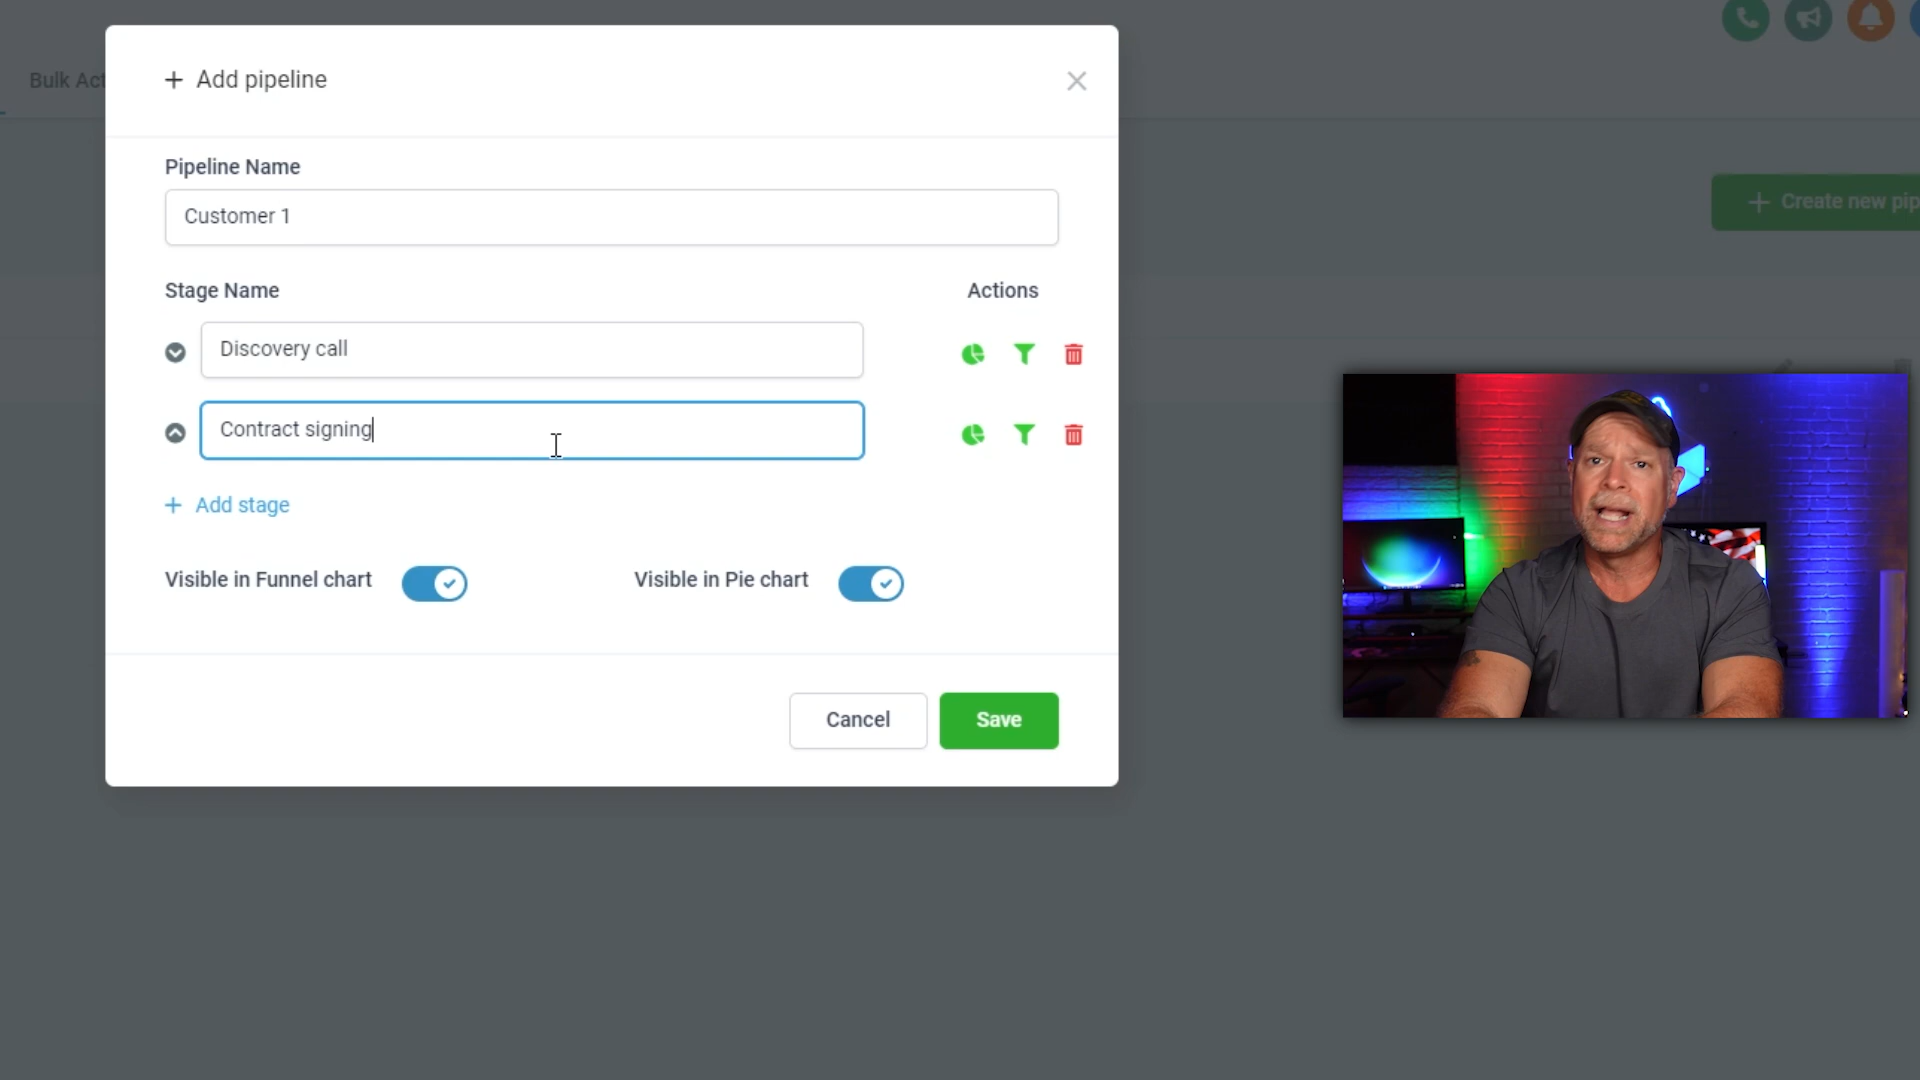 Bulk Act
+ Add pipeline
Pipeline Name
Customer 1
+ Create new pip
Stage Name
Actions
Discovery call
Contract signing
+ Add stage
Visible in Funnel chart
Visible in Pie chart
Cancel
Save